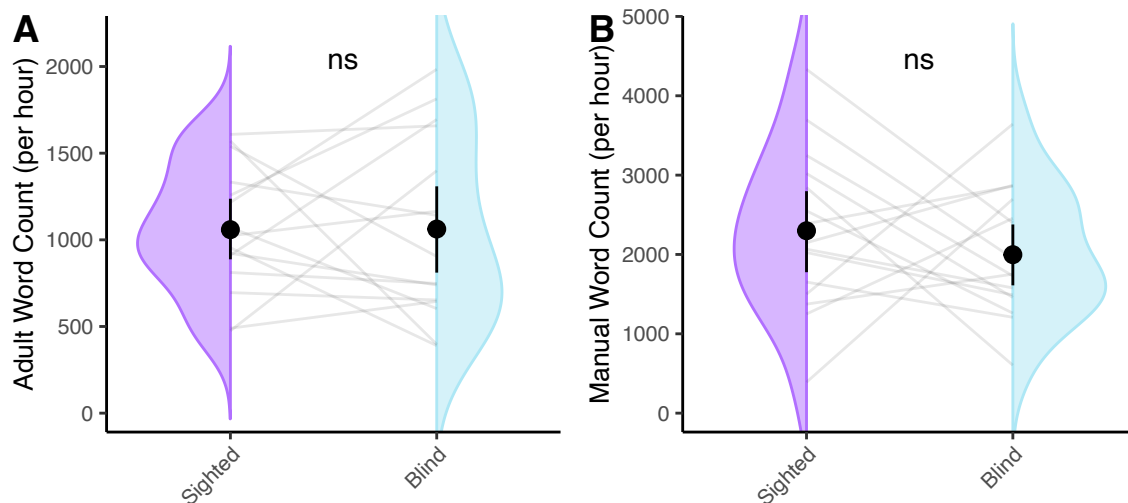 A
Adult Word Count (per hour)
2000
1500
1000
500
0
ns
Sighted
Blind
B
Manual Word Count (per hour)
5000
4000
3000
2000
1000
0
ns
Sighted
Blind